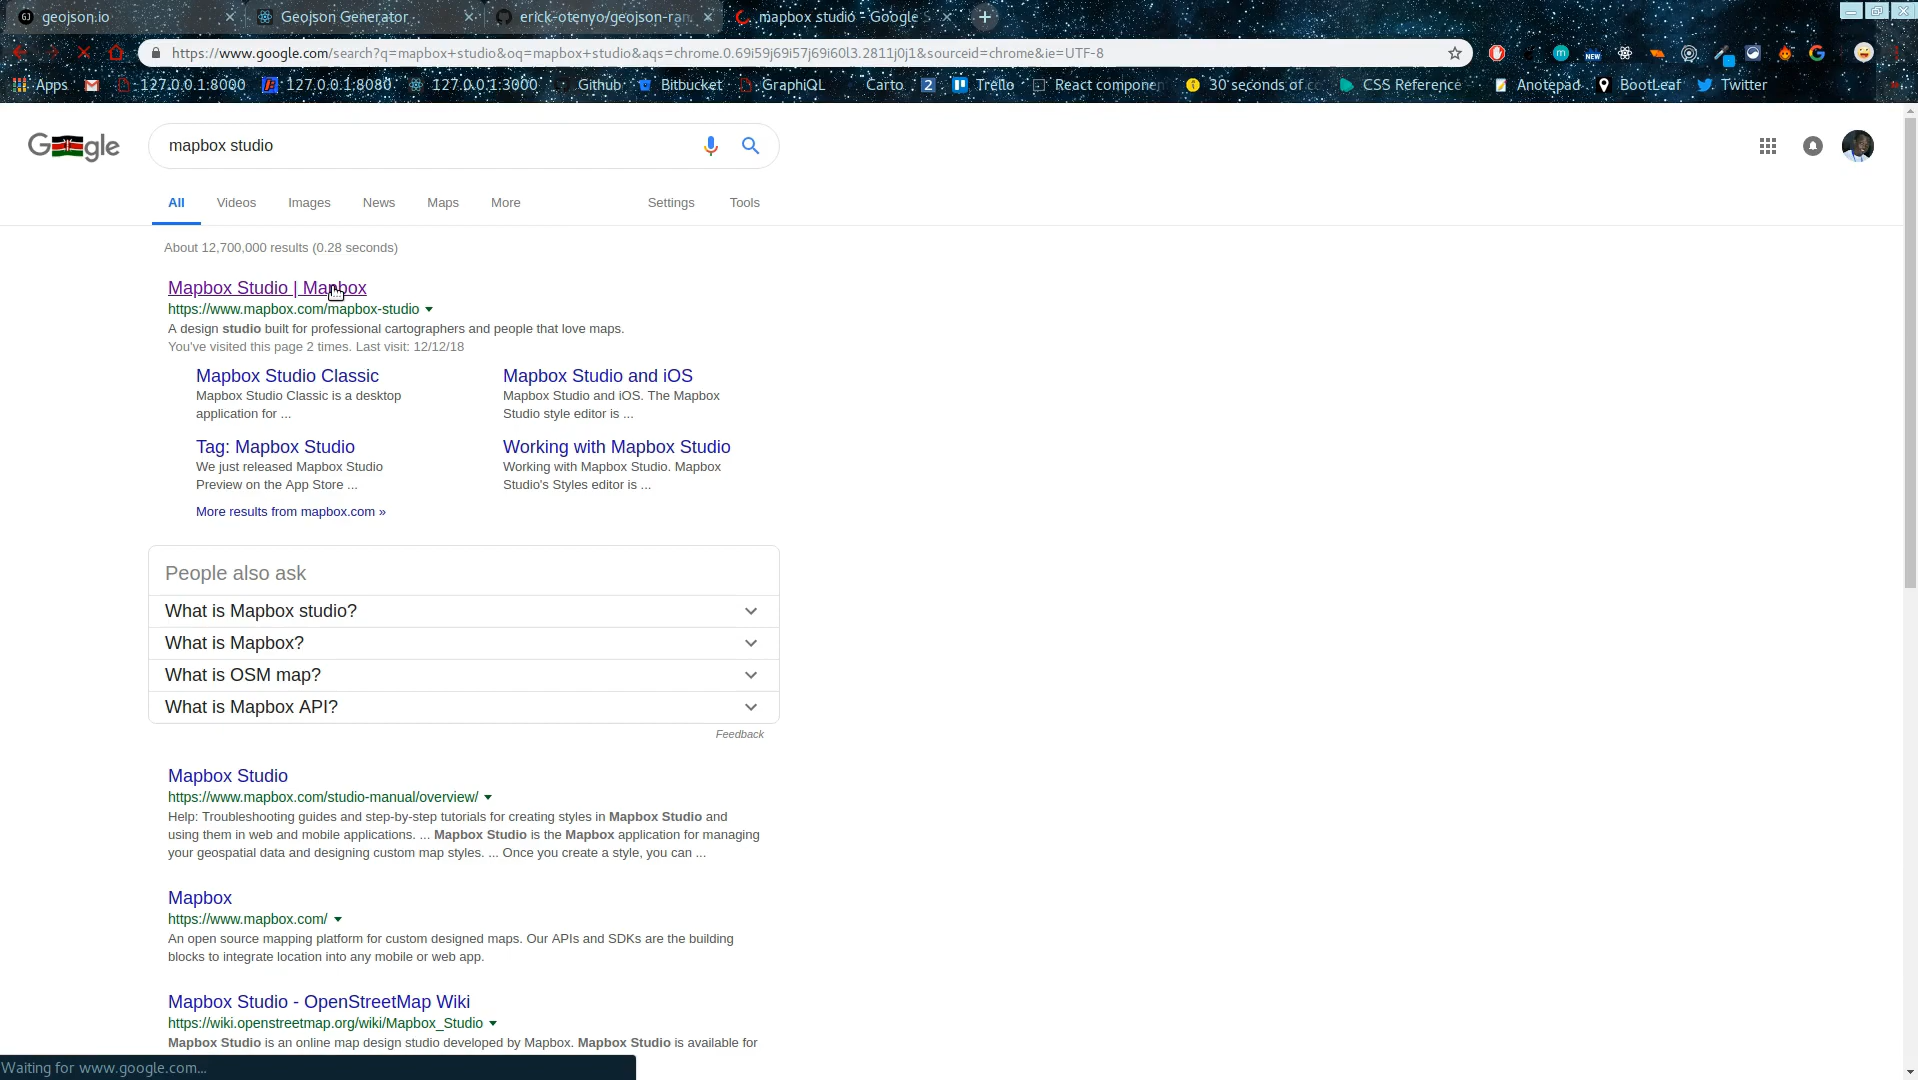 geojson.io
Geojson Generator
erick-otenyo/geojson-ran
mapbox studio - Google S
https://www.google.com/search?q=mapbox+studio&oq=mapbox+studio&aqs=chrome.0.69i59j69i57j69i60l3.2811j0j1&sourceid=chrome&ie=UTF-8
Apps 127.0.0.1:8000 127.0.0.1:8080 127.0.0.1:3000 Github Bitbucket GraphiQL Carto Trello React componen 30 seconds of co CSS Reference Anotepad BootLeaf Twitter
Google
mapbox studio
All Videos Images News Maps More Settings Tools
About 12,700,000 results (0.28 seconds)
Mapbox Studio | Mapbox
https://www.mapbox.com/mapbox-studio
A design studio built for professional cartographers and people that love maps.
You've visited this page 2 times. Last visit: 12/12/18
Mapbox Studio Classic
Mapbox Studio Classic is a desktop
application for ...
Mapbox Studio and iOS
Mapbox Studio and iOS. The Mapbox
Studio style editor is ...
Tag: Mapbox Studio
We just released Mapbox Studio
Preview on the App Store ...
Working with Mapbox Studio
Working with Mapbox Studio. Mapbox
Studio's Styles editor is ...
More results from mapbox.com »
People also ask
What is Mapbox studio?
What is Mapbox?
What is OSM map?
What is Mapbox API?
Feedback
Mapbox Studio
https://www.mapbox.com/studio-manual/overview/
Help: Troubleshooting guides and step-by-step tutorials for creating styles in Mapbox Studio and
using them in web and mobile applications. ... Mapbox Studio is the Mapbox application for managing
your geospatial data and designing custom map styles. ... Once you create a style, you can ...
Mapbox
https://www.mapbox.com/
An open source mapping platform for custom designed maps. Our APIs and SDKs are the building
blocks to integrate location into any mobile or web app.
Mapbox Studio - OpenStreetMap Wiki
https://wiki.openstreetmap.org/wiki/Mapbox_Studio
Mapbox Studio is an online map design studio developed by Mapbox. Mapbox Studio is available for
Waiting for www.google.com...